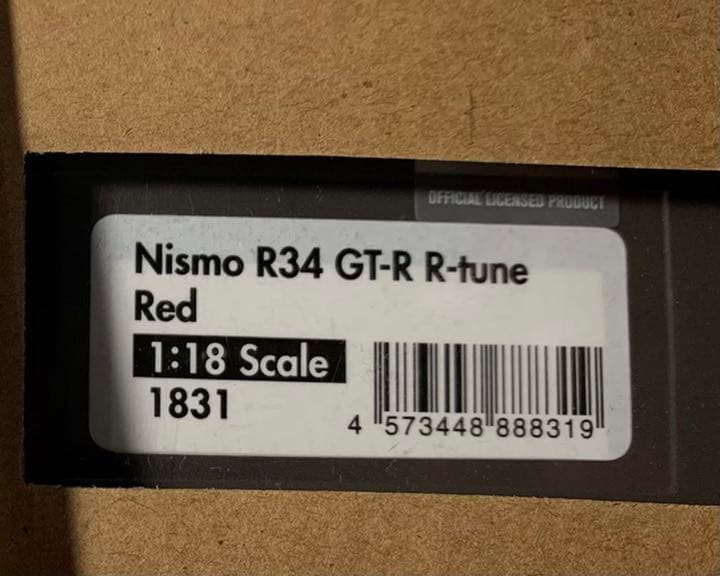 OFFICIAL LICENSED PRODUCT
Nismo R34 GT-R R-tune
Red
1:18 Scale
1831
4 573448 888319